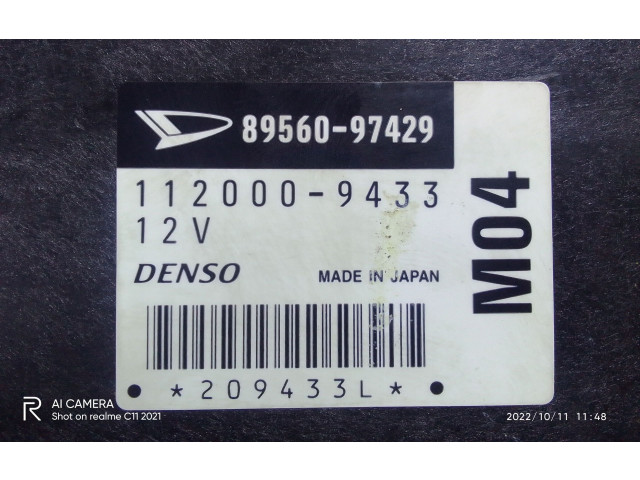 89560-97429
112000-9433
12V
M04
DENSO MADE IN JAPAN
*209433L*
R AI CAMERA
Shot on realme C11 2021
2022/10/11 11:48